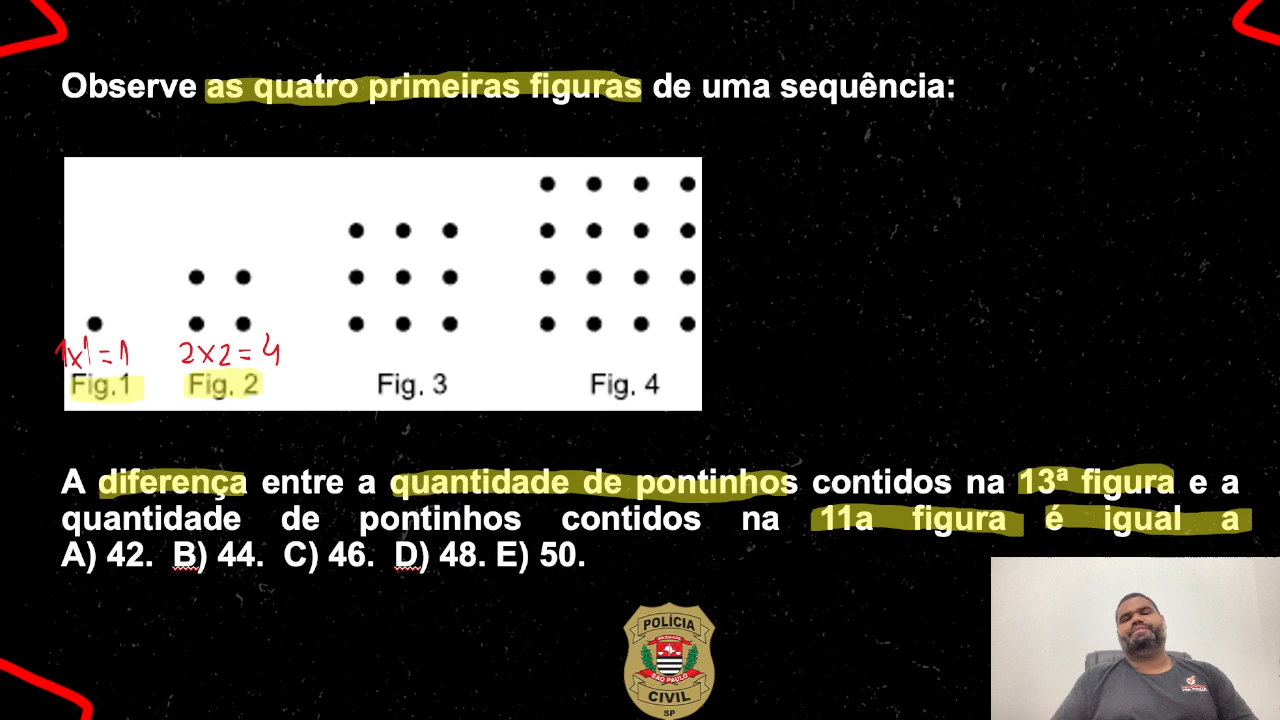 Observe as quatro primeiras figuras de uma sequência:
1x1=1 2x2=4
Fig.1 Fig. 2 Fig. 3 Fig. 4
A diferença entre a quantidade de pontinhos contidos na 13ª figura e a
quantidade de pontinhos contidos na 11a figura é igual a
A) 42. B) 44. C) 46. D) 48. E) 50.
POLÍCIA
SÃO PAULO
CIVIL
SP